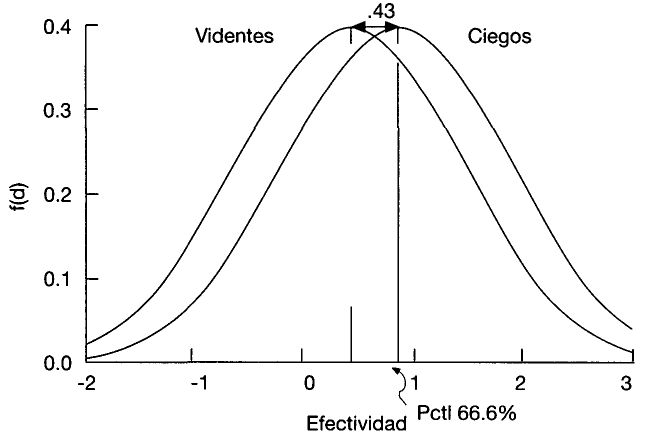 .43
Videntes
Ciegos
0.4
0.3
0.2
0.1
0.0
f(d)
-2 -1 0 1 2 3
Efectividad
Pctl 66.6%